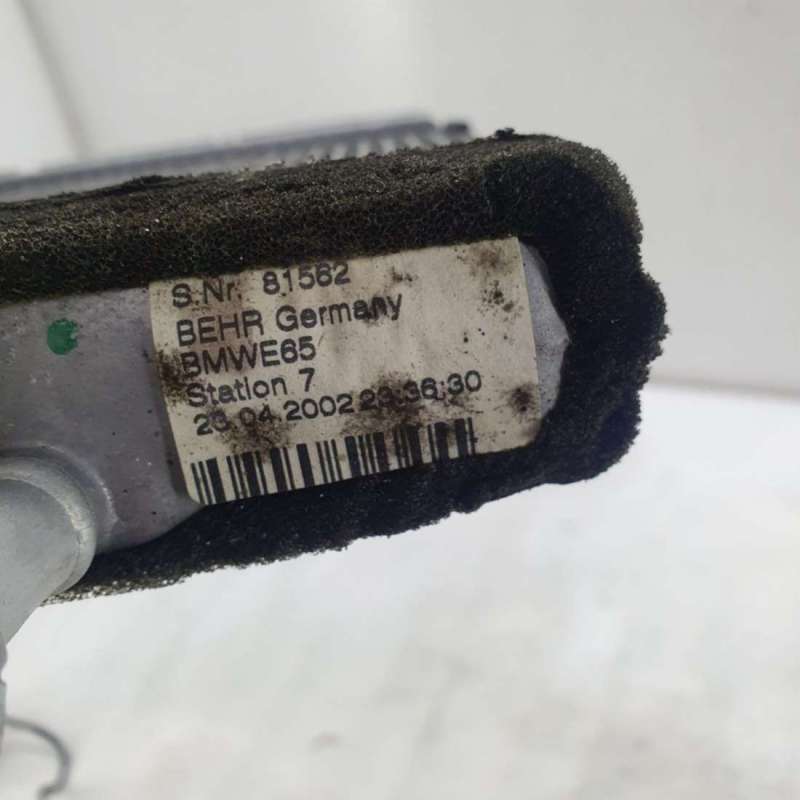 S.Nr. 81562
BEHR Germany
BMWE65
Station 7
23.04.2002 23:36:30